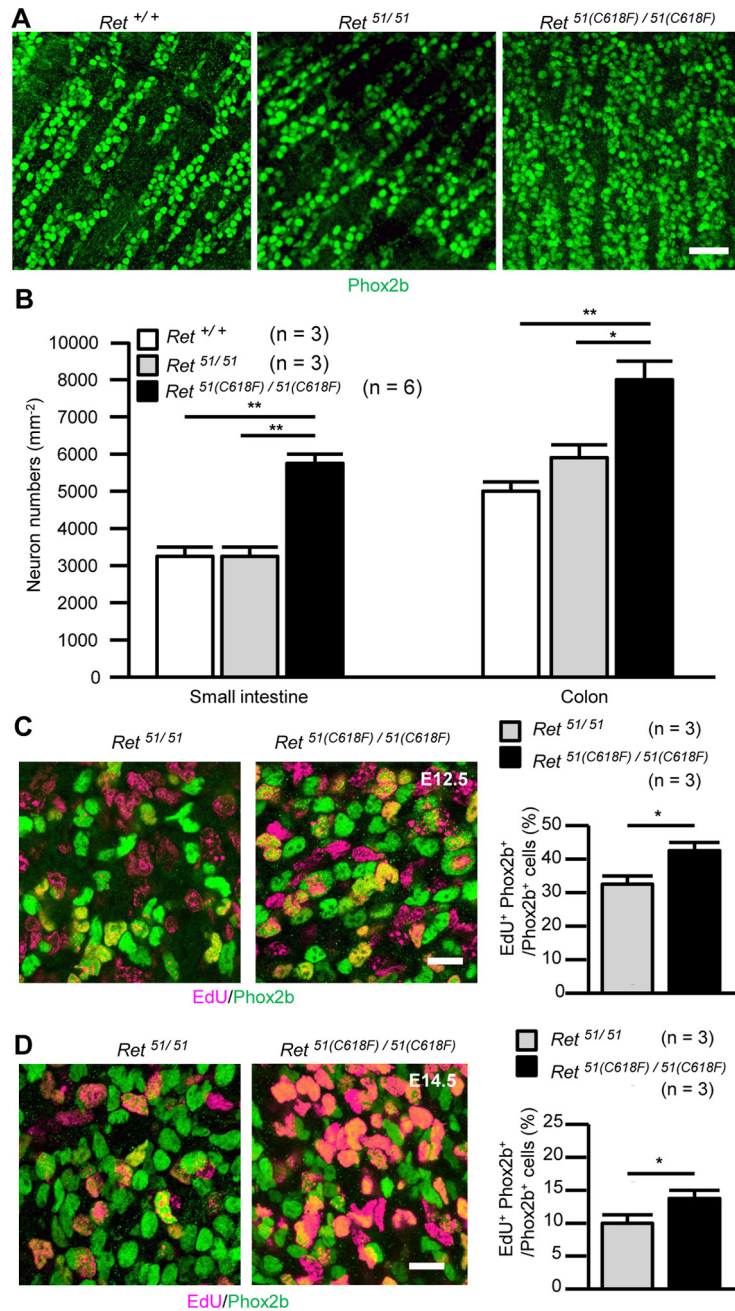 A
Ret +/+ Ret 51/51 Ret 51(C618F) / 51(C618F)
Phox2b
B
Ret +/+ (n = 3)
Ret 51/51 (n = 3)
Ret 51(C618F) / 51(C618F) (n = 6)
Neuron numbers (mm-2)
10000
9000
8000
7000
6000
5000
4000
3000
2000
1000
0
**
**
**
*
Small intestine Colon
C
Ret 51/51 Ret 51(C618F) / 51(C618F)
E12.5
EdU/Phox2b
Ret 51/51 (n = 3)
Ret 51(C618F) / 51(C618F)
(n = 3)
EdU+ Phox2b+
/Phox2b+ cells (%)
50
40
30
20
10
0
*
D
Ret 51/51 Ret 51(C618F) / 51(C618F)
E14.5
EdU/Phox2b
Ret 51/51 (n = 3)
Ret 51(C618F) / 51(C618F)
(n = 3)
EdU+ Phox2b+
/Phox2b+ cells (%)
25
20
15
10
5
0
*